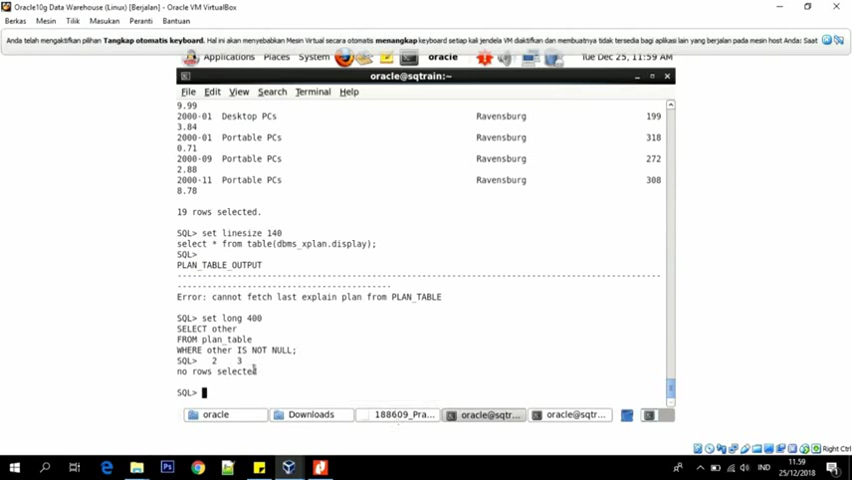 Oracle10g Data Warehouse (Linux) [Berjalan] - Oracle VM VirtualBox
Berkas Mesin Tilik Masukan Peranti Bantuan
Anda telah mengaktifkan pilihan Tangkap otomatis keyboard. Hal ini akan menyebabkan Mesin Virtual secara otomatis menangkap keyboard setiap kali jendela VM diaktifkan dan membuatnya tidak tersedia bagi aplikasi lain yang berjalan pada mesin host Anda: Saat
Applications Places System oracle Tue Dec 25, 11:59 AM
oracle@sqtrain:~
File Edit View Search Terminal Help
9.99
2000-01 Desktop PCs Ravensburg 199
3.84
2000-01 Portable PCs Ravensburg 318
0.71
2000-09 Portable PCs Ravensburg 272
2.88
2000-11 Portable PCs Ravensburg 308
8.78
19 rows selected.
SQL> set linesize 140
select * from table(dbms_xplan.display);
SQL>
PLAN_TABLE_OUTPUT
--------------------------------------------------------------------------------------------------
--------------------------------------------
Error: cannot fetch last explain plan from PLAN_TABLE
SQL> set long 400
SELECT other
FROM plan_table
WHERE other IS NOT NULL;
SQL> 2 3
no rows selected
SQL>
oracle Downloads 188609_Pra... oracle@sqtr... oracle@sqtr...
Right Ctrl
IND 11.59
25/12/2018